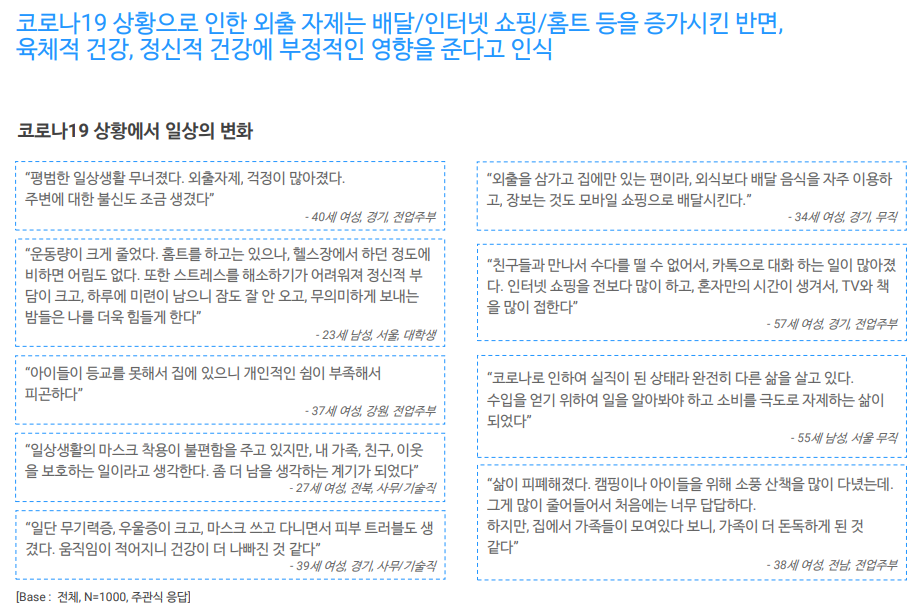 코로나19 상황으로 인한 외출 자제는 배달/인터넷 쇼핑/홈트 등을 증가시킨 반면,
육체적 건강, 정신적 건강에 부정적인 영향을 준다고 인식
코로나19 상황에서 일상의 변화
“평범한 일상생활 무너졌다. 외출자제, 걱정이 많아졌다.
주변에 대한 불신도 조금 생겼다”
- 40세 여성, 경기, 전업주부
“운동량이 크게 줄었다. 홈트를 하고는 있으나, 헬스장에서 하던 정도에
비하면 어림도 없다. 또한 스트레스를 해소하기가 어려워져 정신적 부
담이 크고, 하루에 미련이 남으니 잠도 잘 안 오고, 무의미하게 보내는
밤들은 나를 더욱 힘들게 한다”
- 23세 남성, 서울, 대학생
“아이들이 등교를 못해서 집에 있으니 개인적인 쉼이 부족해서
피곤하다”
- 37세 여성, 강원, 전업주부
“일상생활의 마스크 착용이 불편함을 주고 있지만, 내 가족, 친구, 이웃
을 보호하는 일이라고 생각한다. 좀 더 남을 생각하는 계기가 되었다”
- 27세 여성, 전북, 사무/기술직
“일단 무기력증, 우울증이 크고, 마스크 쓰고 다니면서 피부 트러블도 생
겼다. 움직임이 적어지니 건강이 더 나빠진 것 같다”
- 39세 여성, 경기, 사무/기술직
“외출을 삼가고 집에만 있는 편이라, 외식보다 배달 음식을 자주 이용하
고, 장보는 것도 모바일 쇼핑으로 배달시킨다.”
- 34세 여성, 경기, 무직
“친구들과 만나서 수다를 떨 수 없어서, 카톡으로 대화 하는 일이 많아졌
다. 인터넷 쇼핑을 전보다 많이 하고, 혼자만의 시간이 생겨서, TV와 책
을 많이 접한다”
- 57세 여성, 경기, 전업주부
“코로나로 인하여 실직이 된 상태라 완전히 다른 삶을 살고 있다.
수입을 얻기 위하여 일을 알아봐야 하고 소비를 극도로 자제하는 삶이
되었다”
- 55세 남성, 서울 무직
“삶이 피폐해졌다. 캠핑이나 아이들을 위해 소풍 산책을 많이 다녔는데.
그게 많이 줄어들어서 처음에는 너무 답답하다.
하지만, 집에서 가족들이 모여있다 보니, 가족이 더 돈독하게 된 것
같다”
- 38세 여성, 전남, 전업주부
[Base : 전체, N=1000, 주관식 응답]